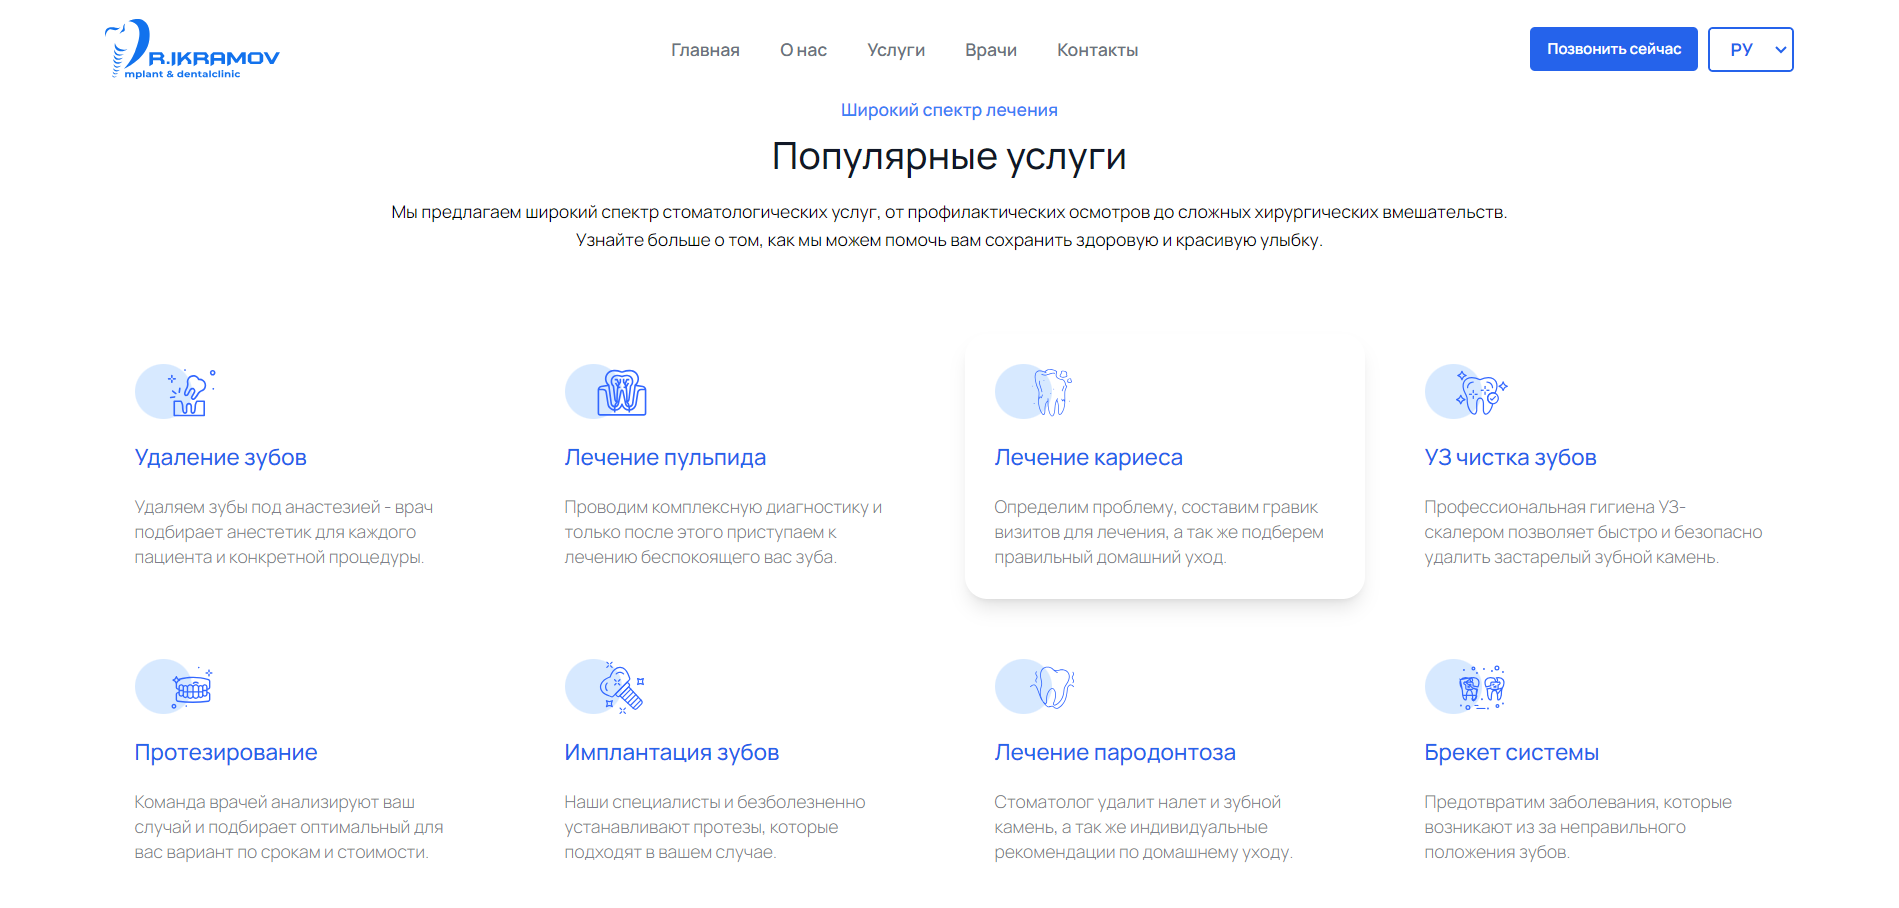 R.IKRAMOV
mplant & dentalclinic
Главная
О нас
Услуги
Врачи
Контакты
Позвонить сейчас
РУ
Широкий спектр лечения
Популярные услуги
Мы предлагаем широкий спектр стоматологических услуг, от профилактических осмотров до сложных хирургических вмешательств.
Узнайте больше о том, как мы можем помочь вам сохранить здоровую и красивую улыбку.
Удаление зубов
Удаляем зубы под анастезией - врач
подбирает анестетик для каждого
пациента и конкретной процедуры.
Лечение пульпида
Проводим комплексную диагностику и
только после этого приступаем к
лечению беспокоящего вас зуба.
Лечение кариеса
Определим проблему, составим гравик
визитов для лечения, а так же подберем
правильный домашний уход.
УЗ чистка зубов
Профессиональная гигиена УЗ-
скалером позволяет быстро и безопасно
удалить застарелый зубной камень.
Протезирование
Команда врачей анализируют ваш
случай и подбирает оптимальный для
вас вариант по срокам и стоимости.
Имплантация зубов
Наши специалисты и безболезненно
устанавливают протезы, которые
подходят в вашем случае.
Лечение пародонтоза
Стоматолог удалит налет и зубной
камень, а так же индивидуальные
рекомендации по домашнему уходу.
Брекет системы
Предотвратим заболевания, которые
возникают из за неправильного
положения зубов.